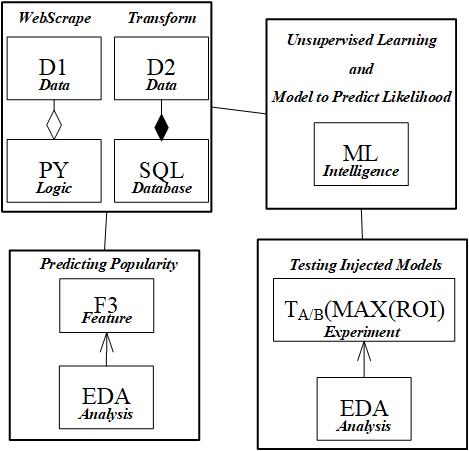 WebScrape
Transform
D1
Data
D2
Data
PY
Logic
SQL
Database
Unsupervised Learning
and
Model to Predict Likelihood
ML
Intelligence
Predicting Popularity
F3
Feature
EDA
Analysis
Testing Injected Models
TA/B(MAX(ROI)
Experiment
EDA
Analysis